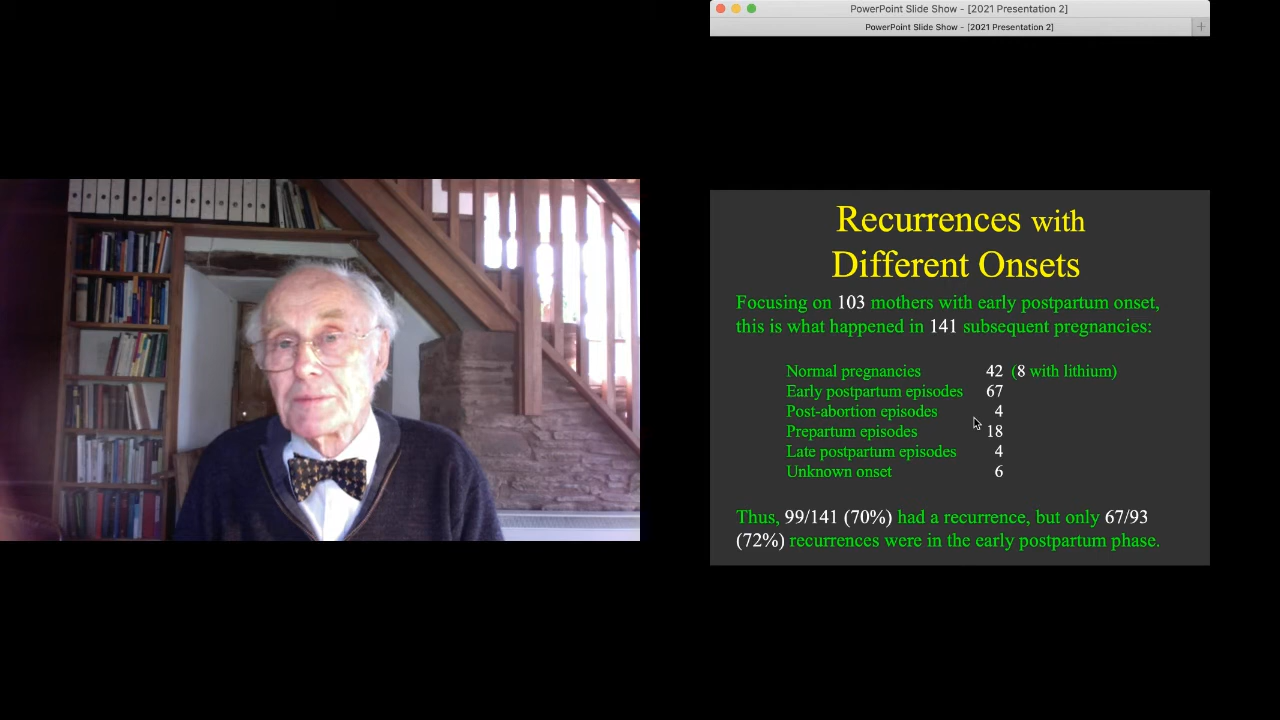 PowerPoint Slide Show - [2021 Presentation 2]
PowerPoint Slide Show - [2021 Presentation 2]
Recurrences with
Different Onsets
Focusing on 103 mothers with early postpartum onset,
this is what happened in 141 subsequent pregnancies:
Normal pregnancies 42 (8 with lithium)
Early postpartum episodes 67
Post-abortion episodes 4
Prepartum episodes 18
Late postpartum episodes 4
Unknown onset 6
Thus, 99/141 (70%) had a recurrence, but only 67/93
(72%) recurrences were in the early postpartum phase.